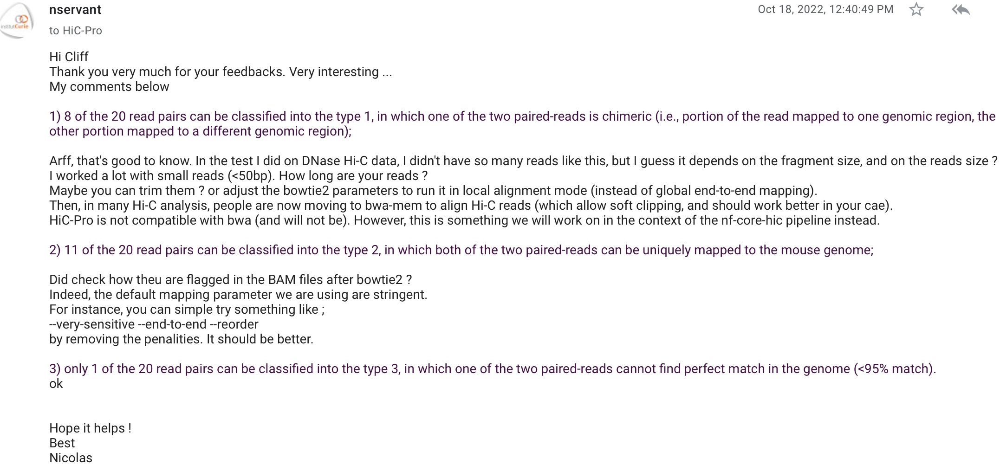 nservant
Oct 18, 2022, 12:40:49 PM
institutCurie
to HiC-Pro
Hi Cliff
Thank you very much for your feedbacks. Very interesting ...
My comments below
1) 8 of the 20 read pairs can be classified into the type 1, in which one of the two paired-reads is chimeric (i.e., portion of the read mapped to one genomic region, the
other portion mapped to a different genomic region);
Arff, that's good to know. In the test I did on DNase Hi-C data, I didn't have so many reads like this, but I guess it depends on the fragment size, and on the reads size ?
I worked a lot with small reads (<50bp). How long are your reads ?
Maybe you can trim them ? or adjust the bowtie2 parameters to run it in local alignment mode (instead of global end-to-end mapping).
Then, in many Hi-C analysis, people are now moving to bwa-mem to align Hi-C reads (which allow soft clipping, and should work better in your cae).
HiC-Pro is not compatible with bwa (and will not be). However, this is something we will work on in the context of the nf-core-hic pipeline instead.
2) 11 of the 20 read pairs can be classified into the type 2, in which both of the two paired-reads can be uniquely mapped to the mouse genome;
Did check how theu are flagged in the BAM files after bowtie2 ?
Indeed, the default mapping parameter we are using are stringent.
For instance, you can simple try something like ;
--very-sensitive --end-to-end --reorder
by removing the penalities. It should be better.
3) only 1 of the 20 read pairs can be classified into the type 3, in which one of the two paired-reads cannot find perfect match in the genome (<95% match).
ok
Hope it helps !
Best
Nicolas